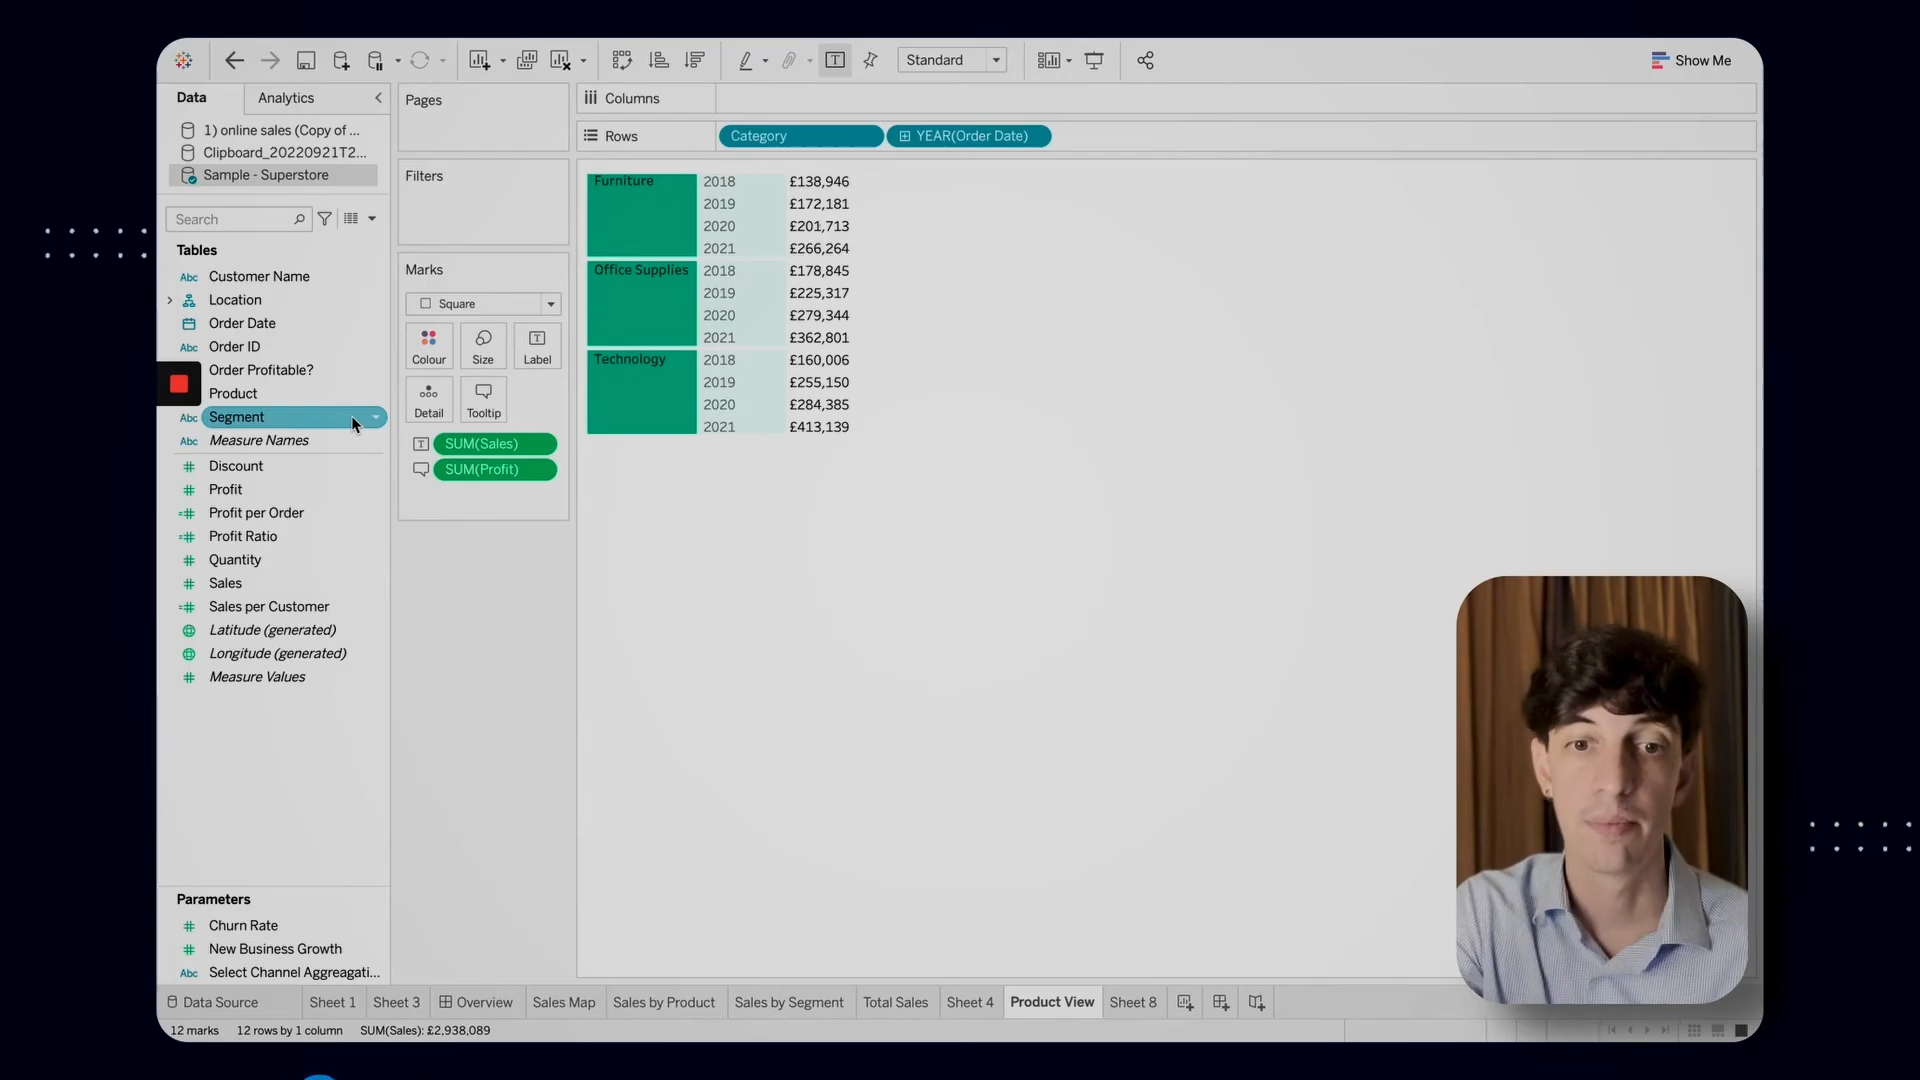 Standard
Show Me
Data
Analytics
1) online sales (Copy of ...
Clipboard_20220921T2...
Sample - Superstore
Search
Tables
Abc Customer Name
Location
Order Date
Abc Order ID
Order Profitable?
Product
Abc Segment
Abc Measure Names
Discount
Profit
Profit per Order
Profit Ratio
Quantity
Sales
Sales per Customer
Latitude (generated)
Longitude (generated)
Measure Values
Parameters
Churn Rate
New Business Growth
Abc Select Channel Aggreagati...
Pages
Filters
Marks
Square
Colour
Size
Label
Detail
Tooltip
SUM(Sales)
SUM(Profit)
Columns
Rows
Category
YEAR(Order Date)
Furniture 2018 £138,946
2019 £172,181
2020 £201,713
2021 £266,264
Office Supplies 2018 £178,845
2019 £225,317
2020 £279,344
2021 £362,801
Technology 2018 £160,006
2019 £255,150
2020 £284,385
2021 £413,139
Data Source
Sheet 1
Sheet 3
Overview
Sales Map
Sales by Product
Sales by Segment
Total Sales
Sheet 4
Product View
Sheet 8
12 marks
12 rows by 1 column
SUM(Sales): £2,938,089